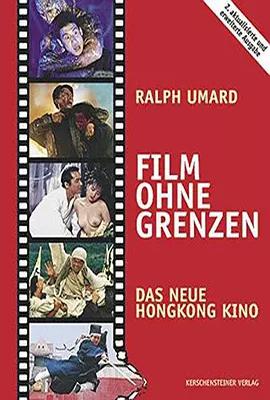 2. aktualisierte und
erweiterte Ausgabe
RALPH UMARD
FILM
OHNE
GRENZEN
DAS NEUE
HONGKONG KINO
KERSCHENSTEINER VERLAG